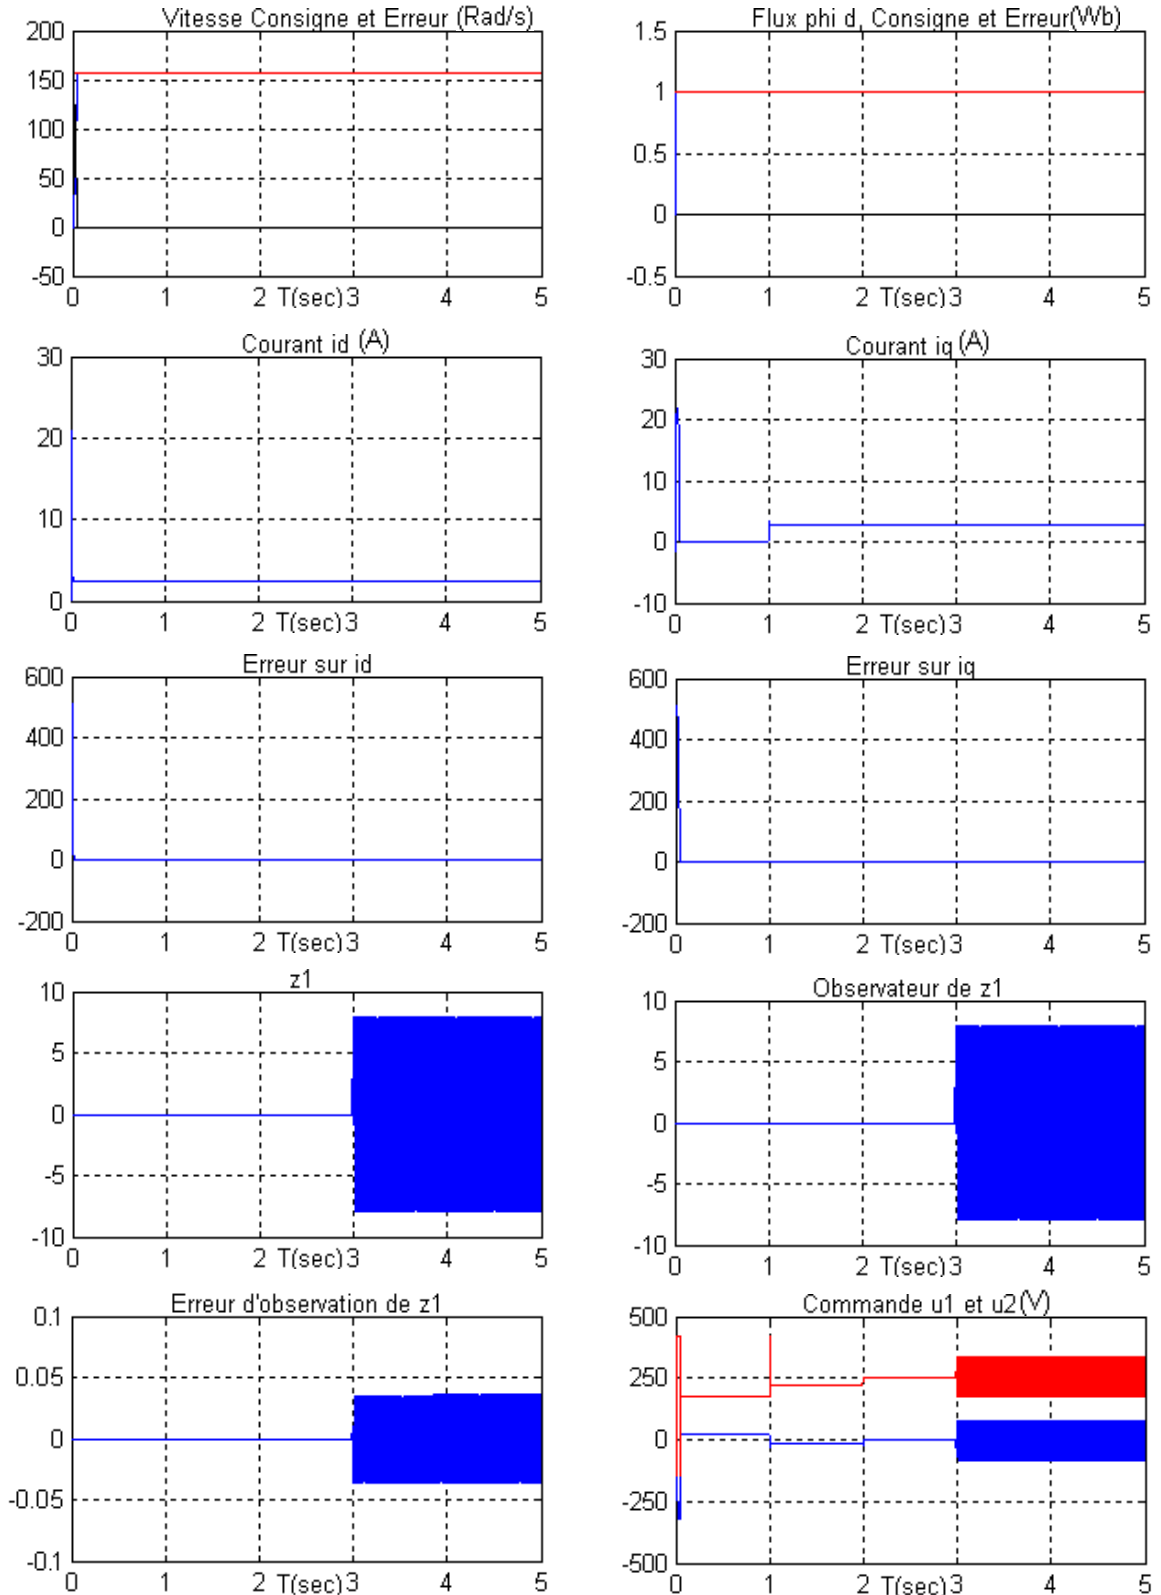 Vitesse Consigne et Erreur (Rad/s)
200
150
100
50
0
-50
0 1 2 T(sec) 3 4 5
Flux phi d, Consigne et Erreur(Wb)
1.5
1
0.5
0
-0.5
0 1 2 T(sec) 3 4 5
Courant id (A)
30
20
10
0
0 1 2 T(sec) 3 4 5
Courant iq (A)
30
20
10
0
-10
0 1 2 T(sec) 3 4 5
Erreur sur id
600
400
200
0
-200
0 1 2 T(sec) 3 4 5
Erreur sur iq
600
400
200
0
-200
0 1 2 T(sec) 3 4 5
z1
10
5
0
-5
-10
0 1 2 T(sec) 3 4 5
Observateur de z1
10
5
0
-5
-10
0 1 2 T(sec) 3 4 5
Erreur d'observation de z1
0.1
0.05
0
-0.05
-0.1
0 1 2 T(sec) 3 4 5
Commande u1 et u2 (V)
500
250
0
-250
-500
0 1 2 T(sec) 3 4 5